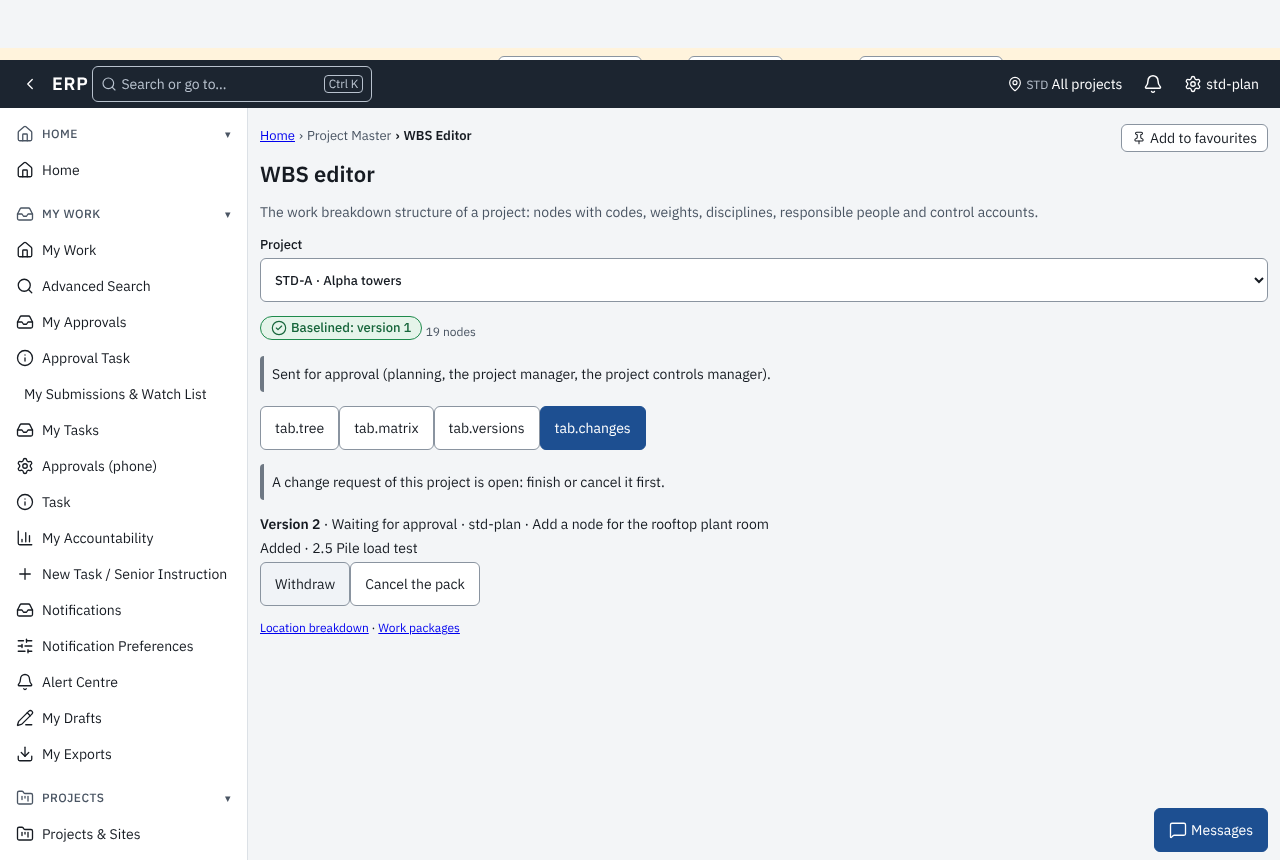 ERP
Search or go to...
Ctrl K
STD All projects
std-plan
HOME
Home
MY WORK
My Work
Advanced Search
My Approvals
Approval Task
My Submissions & Watch List
My Tasks
Approvals (phone)
Task
My Accountability
New Task / Senior Instruction
Notifications
Notification Preferences
Alert Centre
My Drafts
My Exports
PROJECTS
Projects & Sites
Home › Project Master › WBS Editor
Add to favourites
WBS editor
The work breakdown structure of a project: nodes with codes, weights, disciplines, responsible people and control accounts.
Project
STD-A · Alpha towers
Baselined: version 1 19 nodes
Sent for approval (planning, the project manager, the project controls manager).
tab.tree tab.matrix tab.versions tab.changes
A change request of this project is open: finish or cancel it first.
Version 2 · Waiting for approval · std-plan · Add a node for the rooftop plant room
Added · 2.5 Pile load test
Withdraw Cancel the pack
Location breakdown · Work packages
Messages